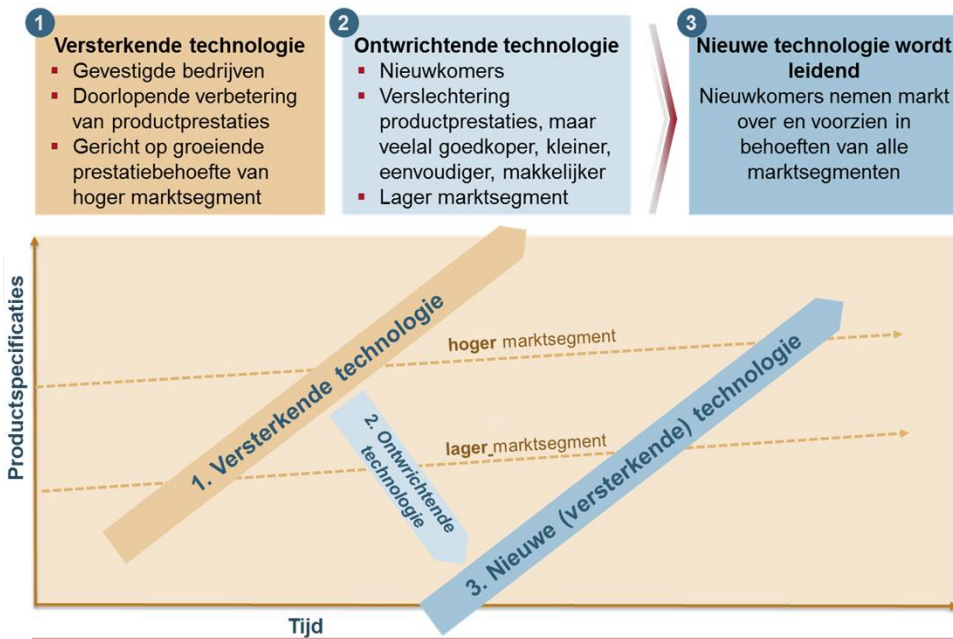 1
Versterkende technologie
▪ Gevestigde bedrijven
▪ Doorlopende verbetering
van productprestaties
▪ Gericht op groeiende
prestatiebehoefte van
hoger marktsegment
2
Ontwrichtende technologie
▪ Nieuwkomers
▪ Verslechtering
productprestaties, maar
veelal goedkoper, kleiner,
eenvoudiger, makkelijker
▪ Lager marktsegment
3
Nieuwe technologie wordt
leidend
Nieuwkomers nemen markt
over en voorzien in
behoeften van alle
marktsegmenten
Productspecificaties
1. Versterkende technologie
hoger marktsegment
2. Ontwrichtende
technologie
lager marktsegment
3. Nieuwe (versterkende) technologie
Tijd